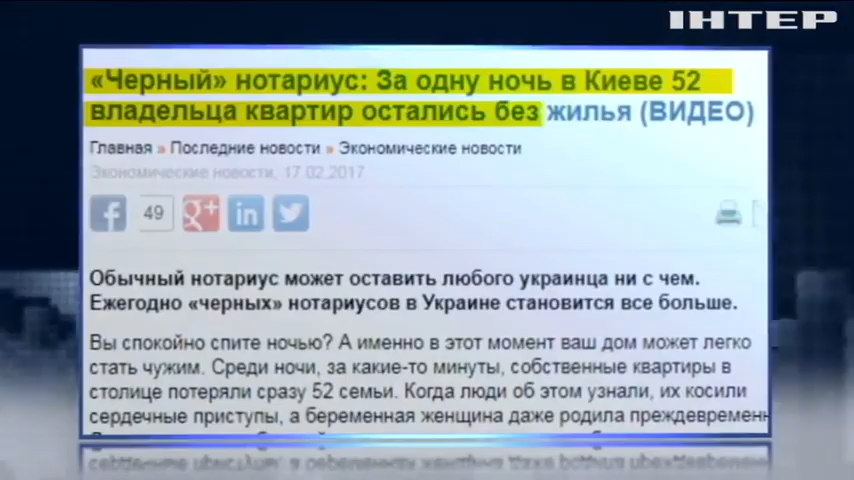 ІНТЕР
«Черный» нотариус: За одну ночь в Киеве 52
владельца квартир остались без жилья (ВИДЕО)
Главная » Последние новости » Экономические новости
Экономические новости, 17.02.2017
f 49 g+ in
Обычный нотариус может оставить любого украинца ни с чем.
Ежегодно «черных» нотариусов в Украине становится все больше.
Вы спокойно спите ночью? А именно в этот момент ваш дом может легко
стать чужим. Среди ночи, за какие-то минуты, собственные квартиры в
столице потеряли сразу 52 семьи. Когда люди об этом узнали, их косили
сердечные приступы, а беременная женщина даже родила преждевременн